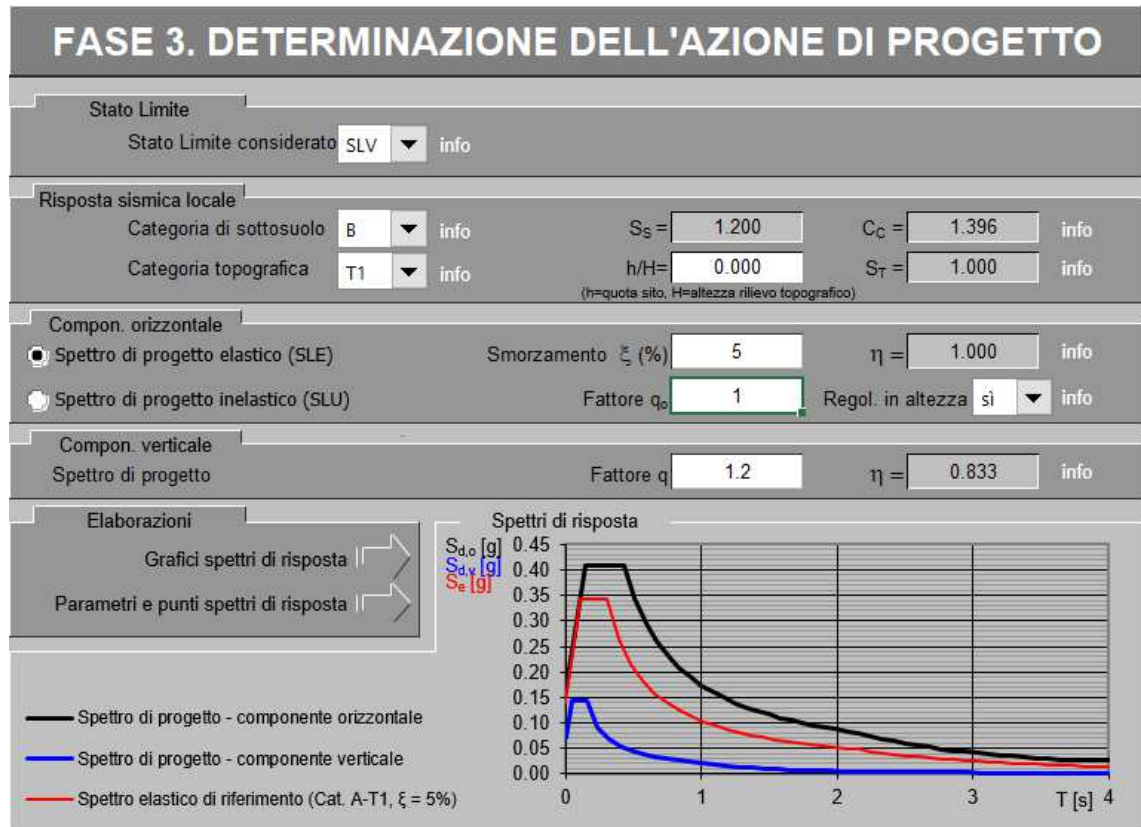 FASE 3. DETERMINAZIONE DELL'AZIONE DI PROGETTO
Stato Limite
Stato Limite considerato SLV info
Risposta sismica locale
Categoria di sottosuolo B info
S_S = 1.200 C_C = 1.396 info
Categoria topografica T1 info
h/H= 0.000 S_T = 1.000 info
(h=quota sito, H=altezza rilievo topografico)
Compon. orizzontale
Spettro di progetto elastico (SLE) Smorzamento ξ (%) 5 η = 1.000 info
Spettro di progetto inelastico (SLU) Fattore q_o 1 Regol. in altezza sì info
Compon. verticale
Spettro di progetto Fattore q 1.2 η = 0.833 info
Elaborazioni
Grafici spettri di risposta
Parametri e punti spettri di risposta
Spettri di risposta
S_d,o [g]
S_d,v [g]
S_e [g]
0.45
0.40
0.35
0.30
0.25
0.20
0.15
0.10
0.05
0.00
0 1 2 3 T [s] 4
Spettro di progetto - componente orizzontale
Spettro di progetto - componente verticale
Spettro elastico di riferimento (Cat. A-T1, ξ = 5%)